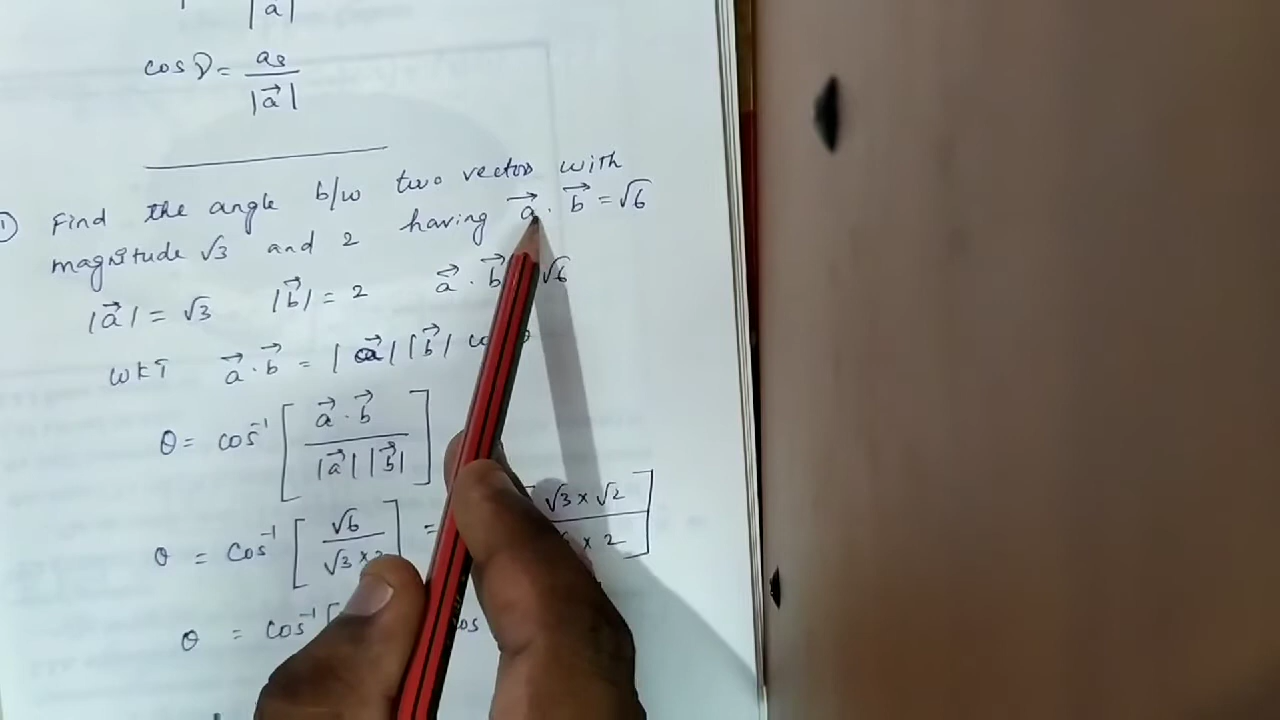 |a|
cos γ = a₃ / |a⃗|
① Find the angle b/w two vectors with
magnitude √3 and 2 having a⃗ . b⃗ = √6
|a⃗| = √3 |b⃗| = 2 a⃗ . b⃗ √6
WKT a⃗ . b⃗ = |a⃗| |b⃗|
θ = cos⁻¹ [ a⃗ . b⃗ / |a⃗| |b⃗| ]
θ = Cos⁻¹ [ √6 / √3 × 2 ] = √3 × √2 / × 2 ]
θ = cos⁻¹ [ cos